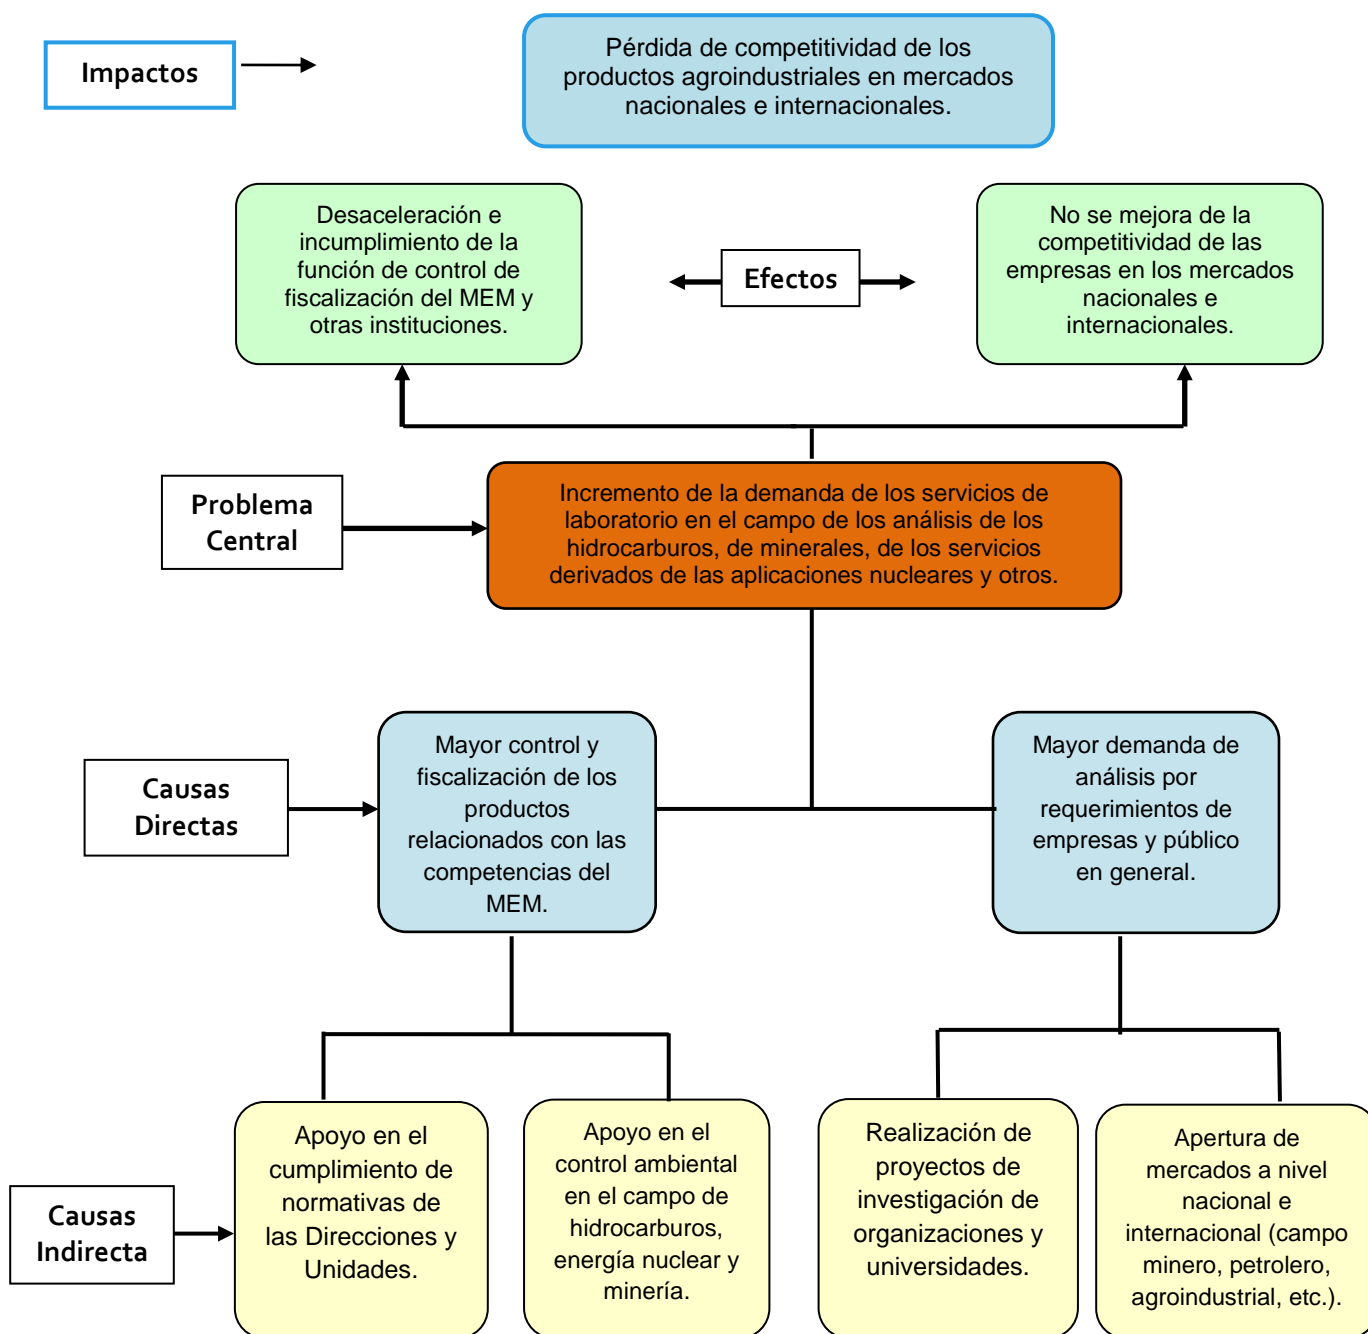 Impactos
Pérdida de competitividad de los
productos agroindustriales en mercados
nacionales e internacionales.
Desaceleración e
incumplimiento de la
función de control de
fiscalización del MEM y
otras instituciones.
Efectos
No se mejora de la
competitividad de las
empresas en los mercados
nacionales e
internacionales.
Problema
Central
Incremento de la demanda de los servicios de
laboratorio en el campo de los análisis de los
hidrocarburos, de minerales, de los servicios
derivados de las aplicaciones nucleares y otros.
Causas
Directas
Mayor control y
fiscalización de los
productos
relacionados con las
competencias del
MEM.
Mayor demanda de
análisis por
requerimientos de
empresas y público
en general.
Causas
Indirecta
Apoyo en el
cumplimiento de
normativas de
las Direcciones y
Unidades.
Apoyo en el
control ambiental
en el campo de
hidrocarburos,
energía nuclear y
minería.
Realización de
proyectos de
investigación de
organizaciones y
universidades.
Apertura de
mercados a nivel
nacional e
internacional (campo
minero, petrolero,
agroindustrial, etc.).